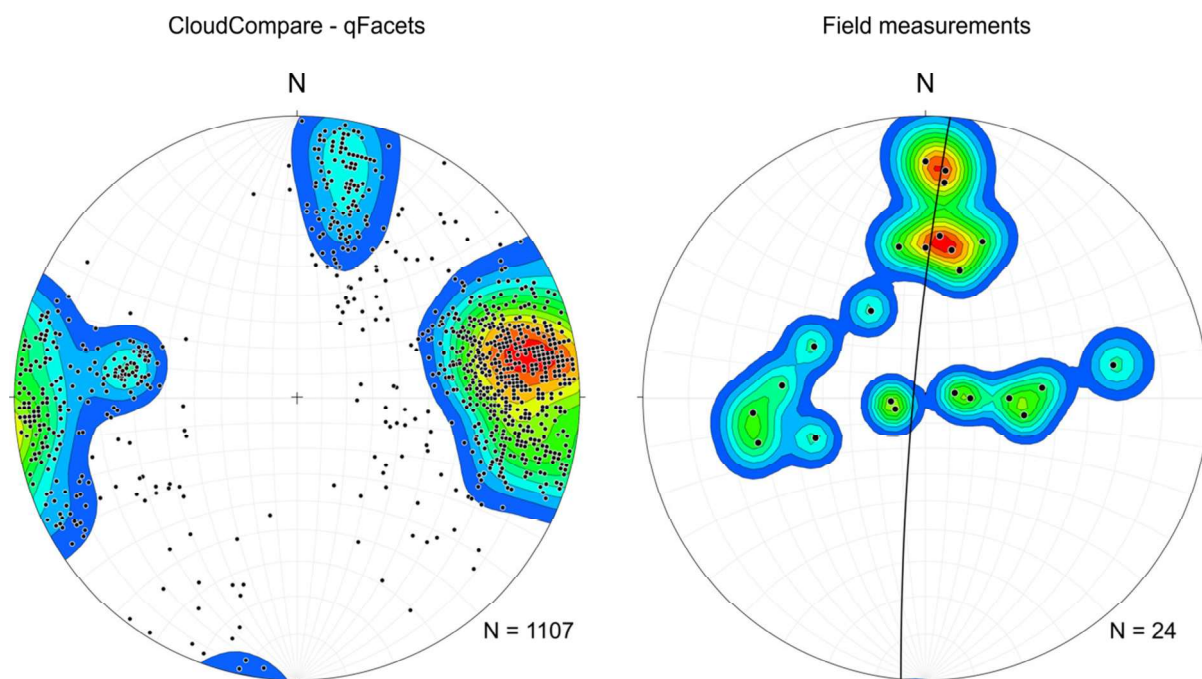 CloudCompare - qFacets
Field measurements
N
N
N = 1107
N = 24